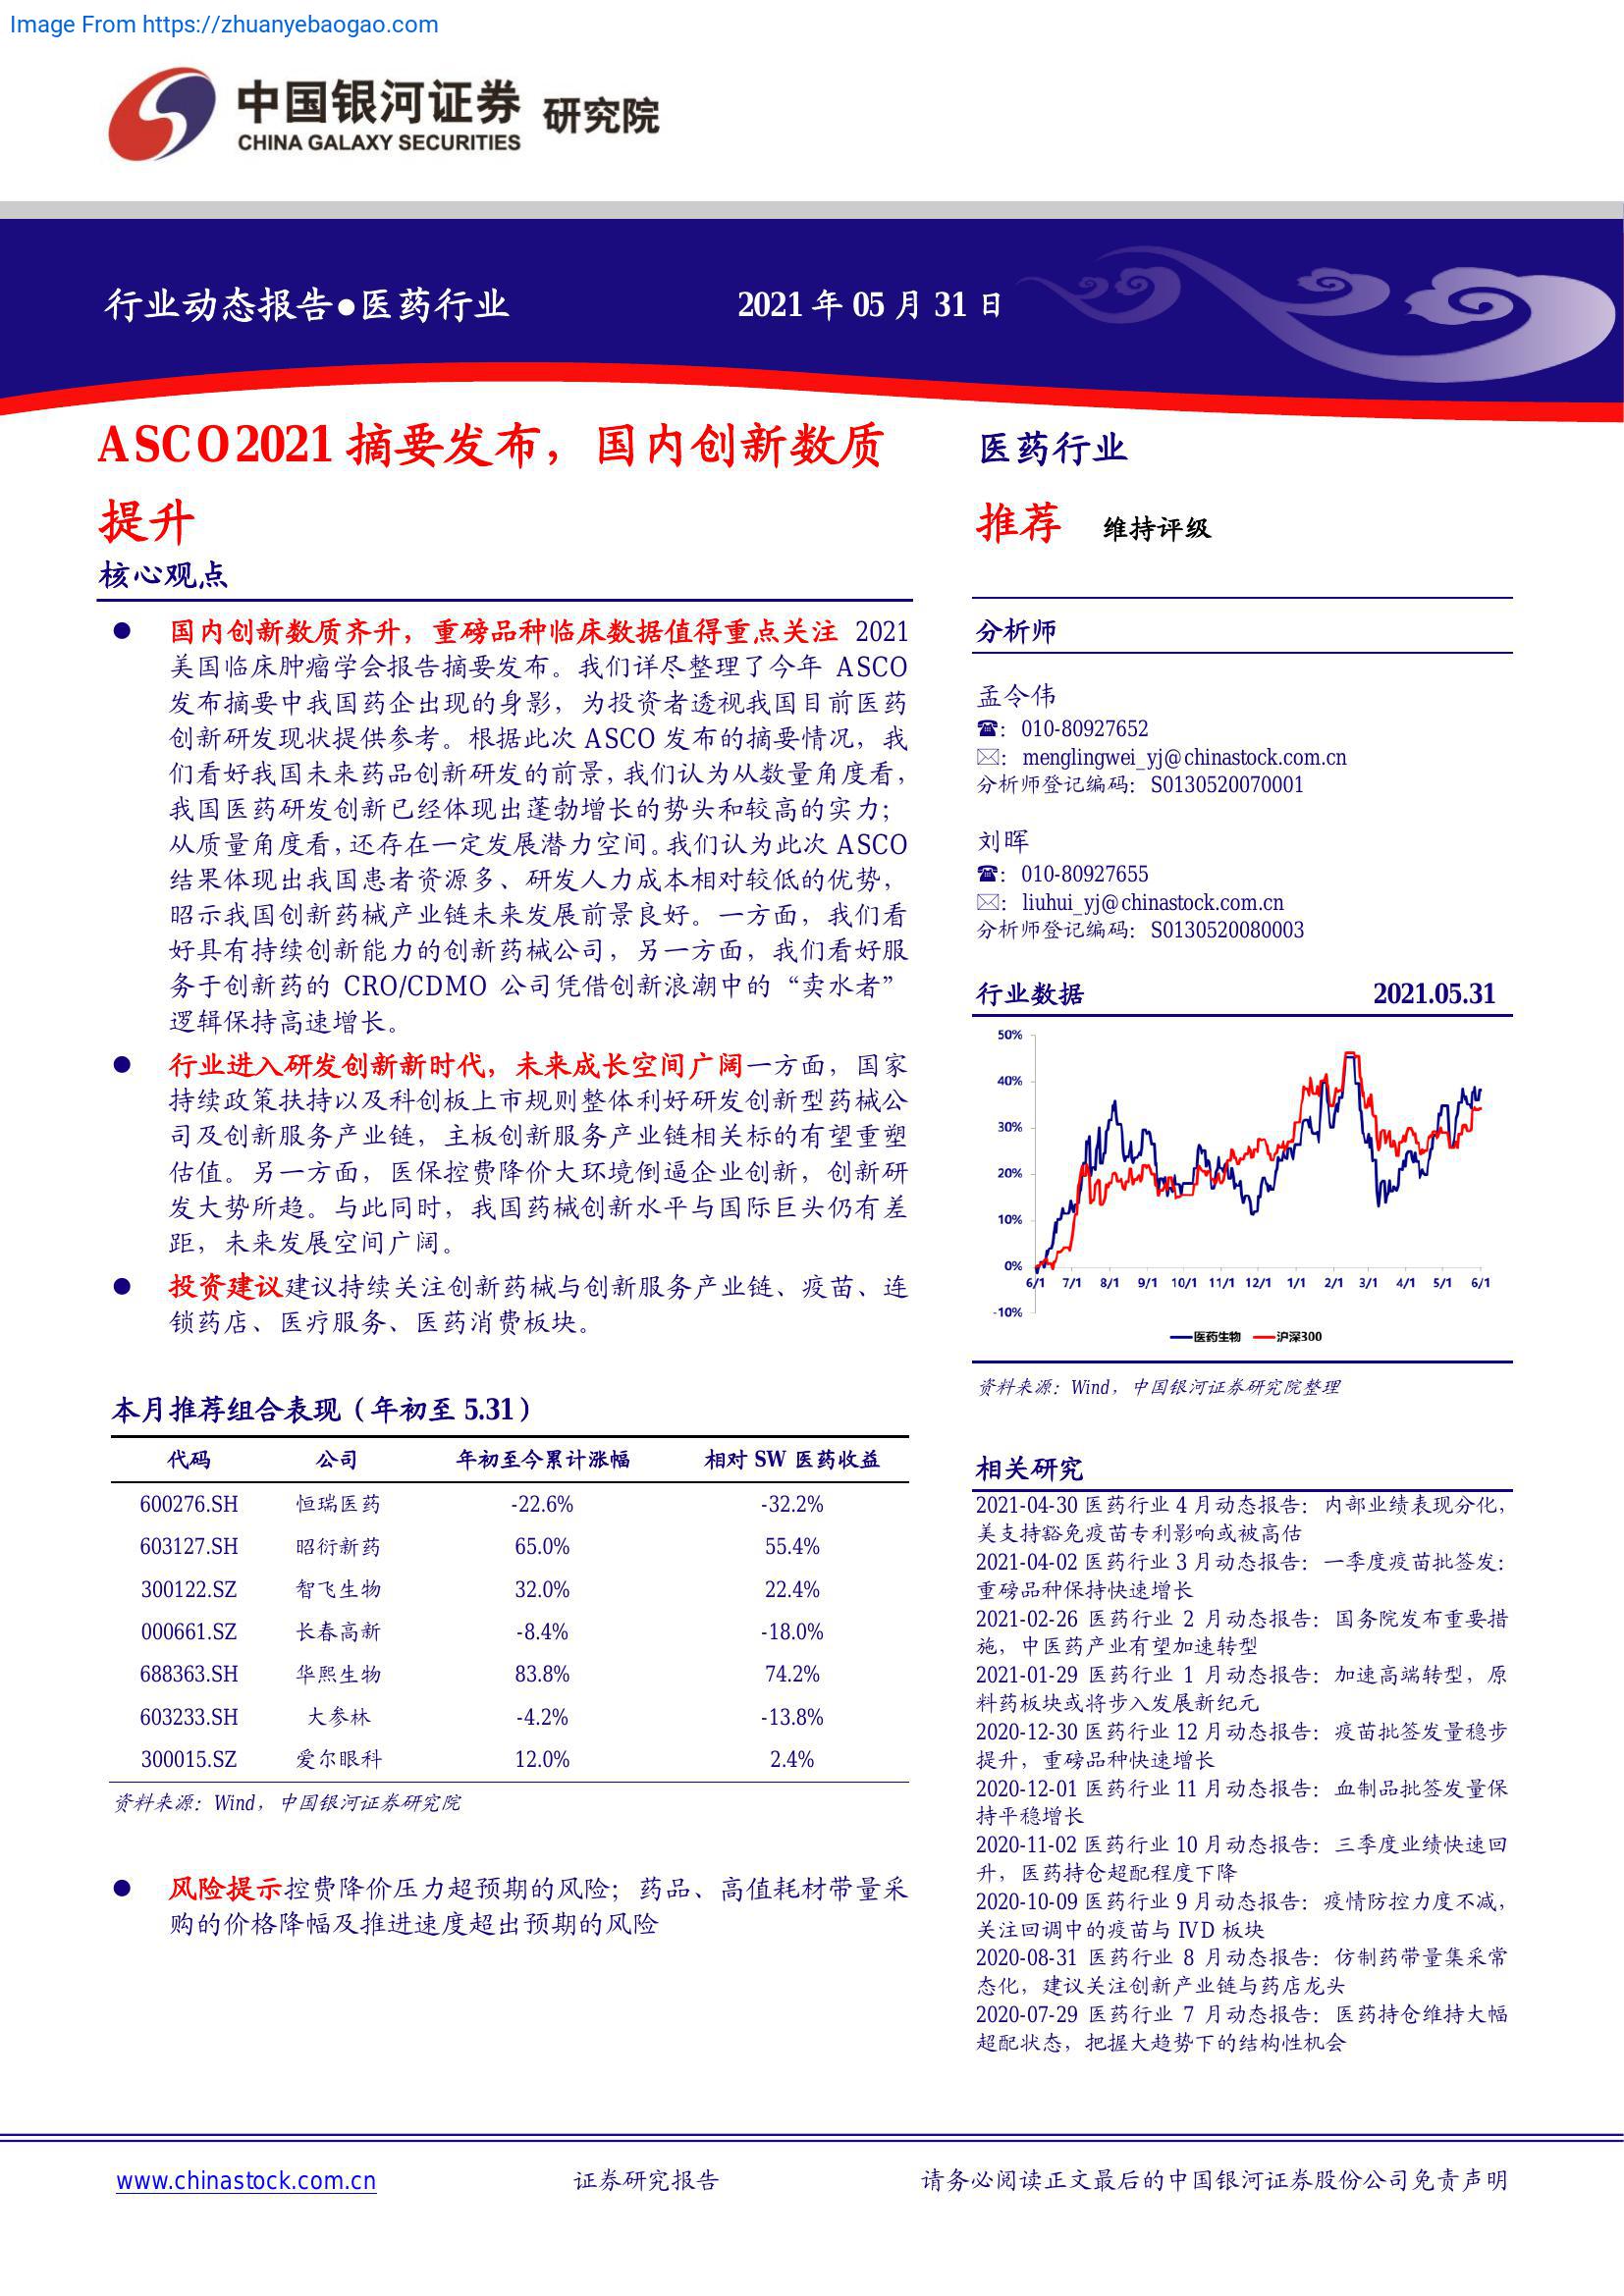 Image From https://zhuanyebaogao.com
中国银河证券 研究院
CHINA GALAXY SECURITIES
行业动态报告●医药行业
2021 年 05 月 31 日
ASCO2021 摘要发布，国内创新数质
提升
核心观点
● 国内创新数质齐升，重磅品种临床数据值得重点关注 2021
美国临床肿瘤学会报告摘要发布。我们详尽整理了今年 ASCO
发布摘要中我国药企出现的身影，为投资者透视我国目前医药
创新研发现状提供参考。根据此次 ASCO 发布的摘要情况，我
们看好我国未来药品创新研发的前景，我们认为从数量角度看，
我国医药研发创新已经体现出蓬勃增长的势头和较高的实力；
从质量角度看，还存在一定发展潜力空间。我们认为此次 ASCO
结果体现出我国患者资源多、研发人力成本相对较低的优势，
昭示我国创新药械产业链未来发展前景良好。一方面，我们看
好具有持续创新能力的创新药械公司，另一方面，我们看好服
务于创新药的 CRO/CDMO 公司凭借创新浪潮中的“卖水者”
逻辑保持高速增长。
● 行业进入研发创新新时代，未来成长空间广阔一方面，国家
持续政策扶持以及科创板上市规则整体利好研发创新型药械公
司及创新服务产业链，主板创新服务产业链相关标的有望重塑
估值。另一方面，医保控费降价大环境倒逼企业创新，创新研
发大势所趋。与此同时，我国药械创新水平与国际巨头仍有差
距，未来发展空间广阔。
● 投资建议建议持续关注创新药械与创新服务产业链、疫苗、连
锁药店、医疗服务、医药消费板块。
本月推荐组合表现（年初至 5.31）
代码 公司 年初至今累计涨幅 相对 SW 医药收益
600276.SH 恒瑞医药 -22.6% -32.2%
603127.SH 昭衍新药 65.0% 55.4%
300122.SZ 智飞生物 32.0% 22.4%
000661.SZ 长春高新 -8.4% -18.0%
688363.SH 华熙生物 83.8% 74.2%
603233.SH 大参林 -4.2% -13.8%
300015.SZ 爱尔眼科 12.0% 2.4%
资料来源：Wind，中国银河证券研究院
● 风险提示控费降价压力超预期的风险；药品、高值耗材带量采
购的价格降幅及推进速度超出预期的风险
医药行业
推荐 维持评级
分析师
孟令伟
☎：010-80927652
✉：menglingwei_yj@chinastock.com.cn
分析师登记编码：S0130520070001
刘晖
☎：010-80927655
✉：liuhui_yj@chinastock.com.cn
分析师登记编码：S0130520080003
行业数据 2021.05.31
50%
40%
30%
20%
10%
0%
-10%
6/1 7/1 8/1 9/1 10/1 11/1 12/1 1/1 2/1 3/1 4/1 5/1 6/1
医药生物 沪深300
资料来源：Wind，中国银河证券研究院整理
相关研究
2021-04-30 医药行业 4 月动态报告：内部业绩表现分化，
美支持豁免疫苗专利影响或被高估
2021-04-02 医药行业 3 月动态报告：一季度疫苗批签发：
重磅品种保持快速增长
2021-02-26 医药行业 2 月动态报告：国务院发布重要措
施，中医药产业有望加速转型
2021-01-29 医药行业 1 月动态报告：加速高端转型，原
料药板块或将步入发展新纪元
2020-12-30 医药行业 12 月动态报告：疫苗批签发量稳步
提升，重磅品种快速增长
2020-12-01 医药行业 11 月动态报告：血制品批签发量保
持平稳增长
2020-11-02 医药行业 10 月动态报告：三季度业绩快速回
升，医药持仓超配程度下降
2020-10-09 医药行业 9 月动态报告：疫情防控力度不减，
关注回调中的疫苗与 IVD 板块
2020-08-31 医药行业 8 月动态报告：仿制药带量集采常
态化，建议关注创新产业链与药店龙头
2020-07-29 医药行业 7 月动态报告：医药持仓维持大幅
超配状态，把握大趋势下的结构性机会
www.chinastock.com.cn
证券研究报告
请务必阅读正文最后的中国银河证券股份公司免责声明